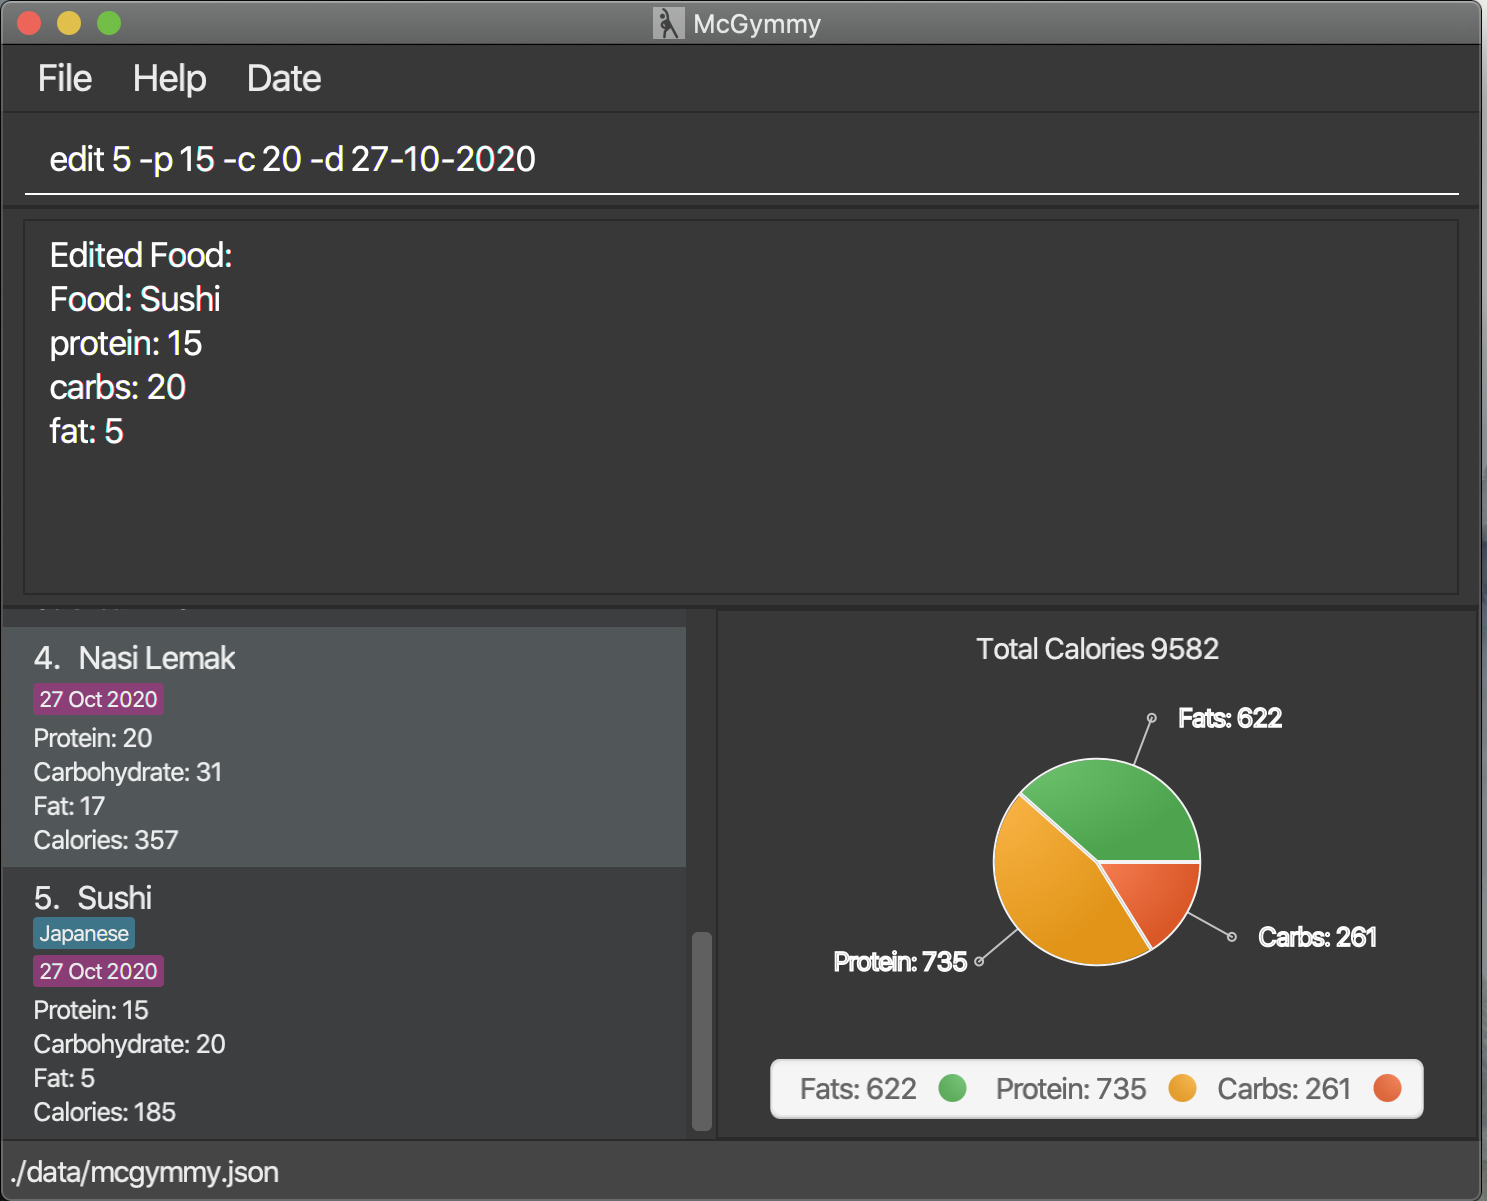 McGymmy
File Help Date
edit 5 -p 15 -c 20 -d 27-10-2020
Edited Food:
Food: Sushi
protein: 15
carbs: 20
fat: 5
4. Nasi Lemak
27 Oct 2020
Protein: 20
Carbohydrate: 31
Fat: 17
Calories: 357
5. Sushi
Japanese
27 Oct 2020
Protein: 15
Carbohydrate: 20
Fat: 5
Calories: 185
Total Calories 9582
Fats: 622
Carbs: 261
Protein: 735
Fats: 622 Protein: 735 Carbs: 261
./data/mcgymmy.json